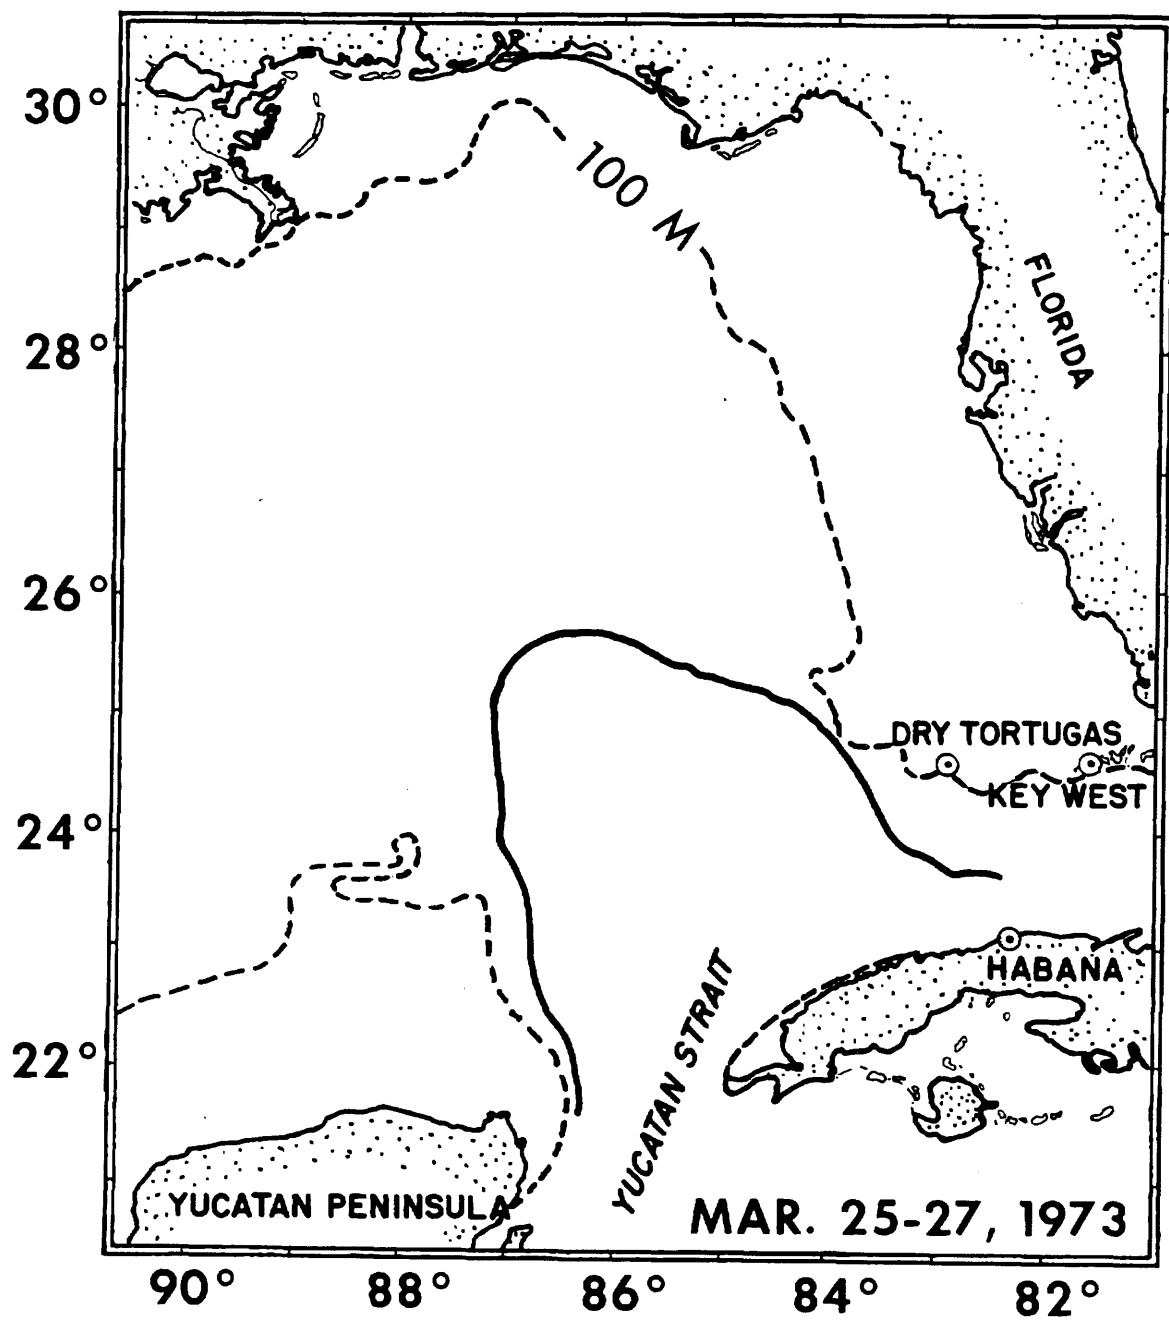 30°
28°
26°
24°
22°
100 M
FLORIDA
DRY TORTUGAS
KEY WEST
HABANA
YUCATAN STRAIT
YUCATAN PENINSULA
MAR. 25-27, 1973
90° 88° 86° 84° 82°